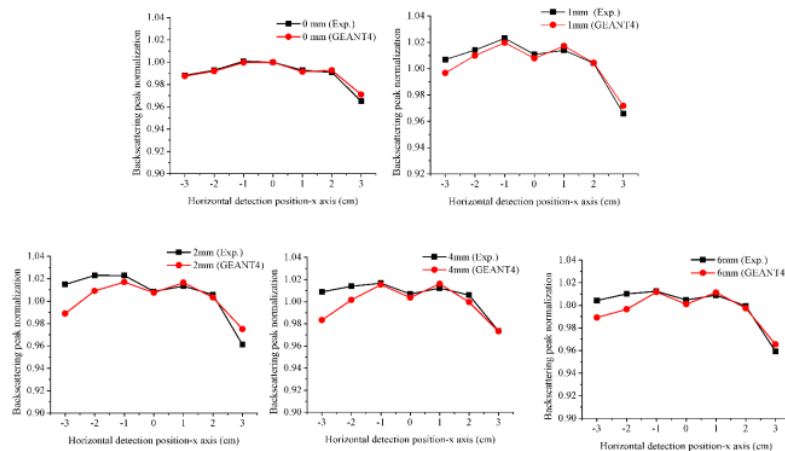 0 mm (Exp.)
0 mm (GEANT4)
1.04
1.02
1.00
0.98
0.96
0.94
0.92
0.90
Backscattering peak normalization
-3 -2 -1 0 1 2 3
Horizontal detection position-x axis (cm)
1mm (Exp.)
1mm (GEANT4)
1.04
1.02
1.00
0.98
0.96
0.94
0.92
Backscattering peak normalization
-3 -2 -1 0 1 2 3
Horizontal detection position-x axis (cm)
2mm (Exp.)
2mm (GEANT4)
1.04
1.02
1.00
0.98
0.96
0.94
0.92
0.90
Backscattering peak normalization
-3 -2 -1 0 1 2 3
Horizontal detection position-x axis (cm)
4mm (Exp.)
4mm (GEANT4)
1.04
1.02
1.00
0.98
0.96
0.94
0.92
0.90
Backscattering peak normalization
-3 -2 -1 0 1 2 3
Horizontal detection position-x axis (cm)
6mm (Exp.)
6mm (GEANT4)
1.04
1.02
1.00
0.98
0.96
0.94
0.92
0.90
Backscattering peak normalization
-3 -2 -1 0 1 2 3
Horizontal detection position-x axis (cm)